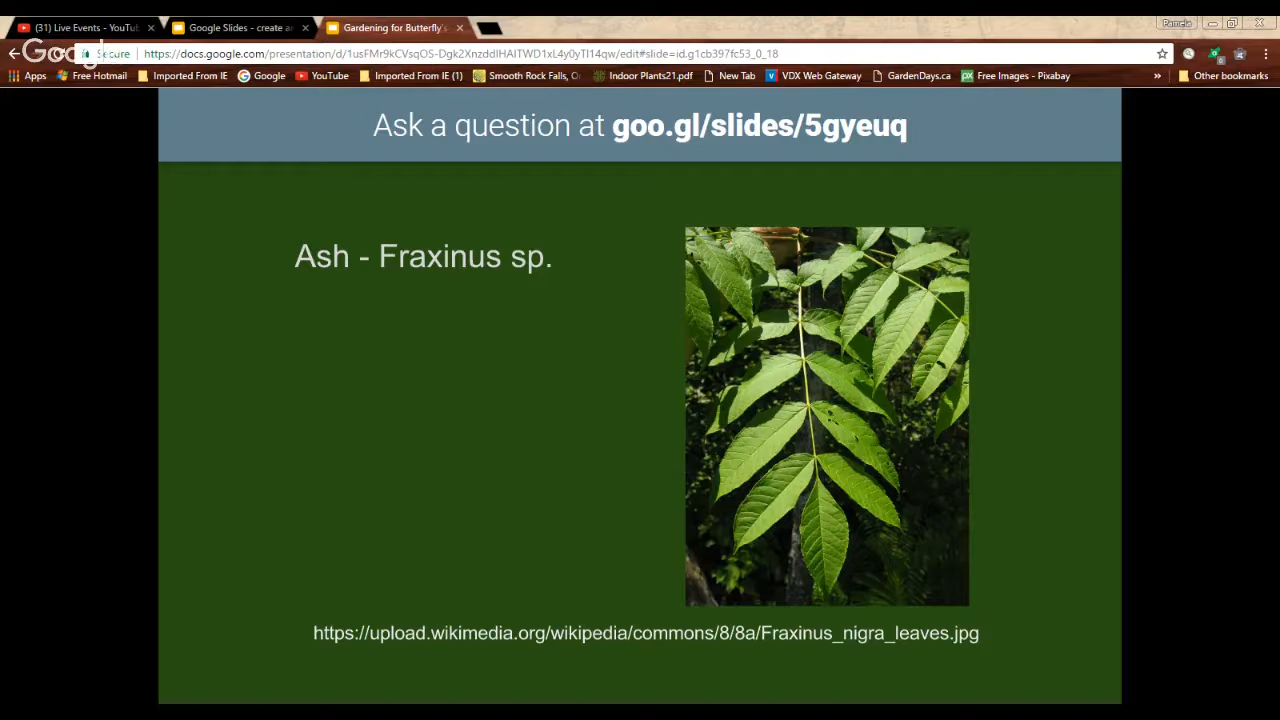 (31) Live Events - YouTu
Google Slides - create a
Gardening for Butterfly's
Pamela
Secure
https://docs.google.com/presentation/d/1usFMr9kCVsqOS-Dgk2XnzddIHAITWD1xL4y0yTI14qw/edit#slide=id.g1cb397fc53_0_18
Apps
Free Hotmail
Imported From IE
Google
YouTube
Imported From IE (1)
Smooth Rock Falls, O
Indoor Plants21.pdf
New Tab
VDX Web Gateway
GardenDays.ca
Free Images - Pixabay
»
Other bookmarks
Ask a question at goo.gl/slides/5gyeuq
Ash - Fraxinus sp.
https://upload.wikimedia.org/wikipedia/commons/8/8a/Fraxinus_nigra_leaves.jpg